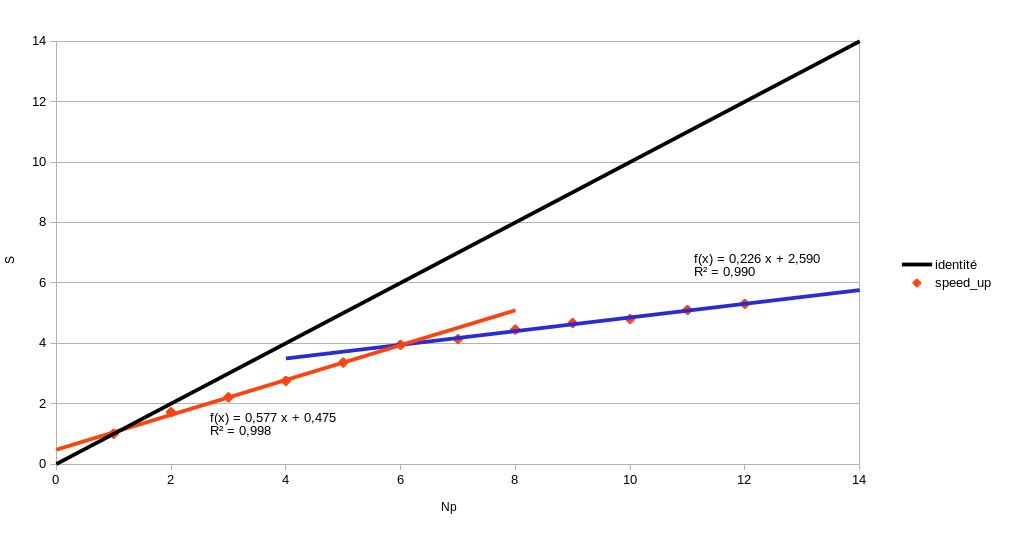 14
12
10
8
6
4
2
0
S
f(x) = 0,226 x + 2,590
R² = 0,990
f(x) = 0,577 x + 0,475
R² = 0,998
identité
speed_up
0 2 4 6 8 10 12 14
Np